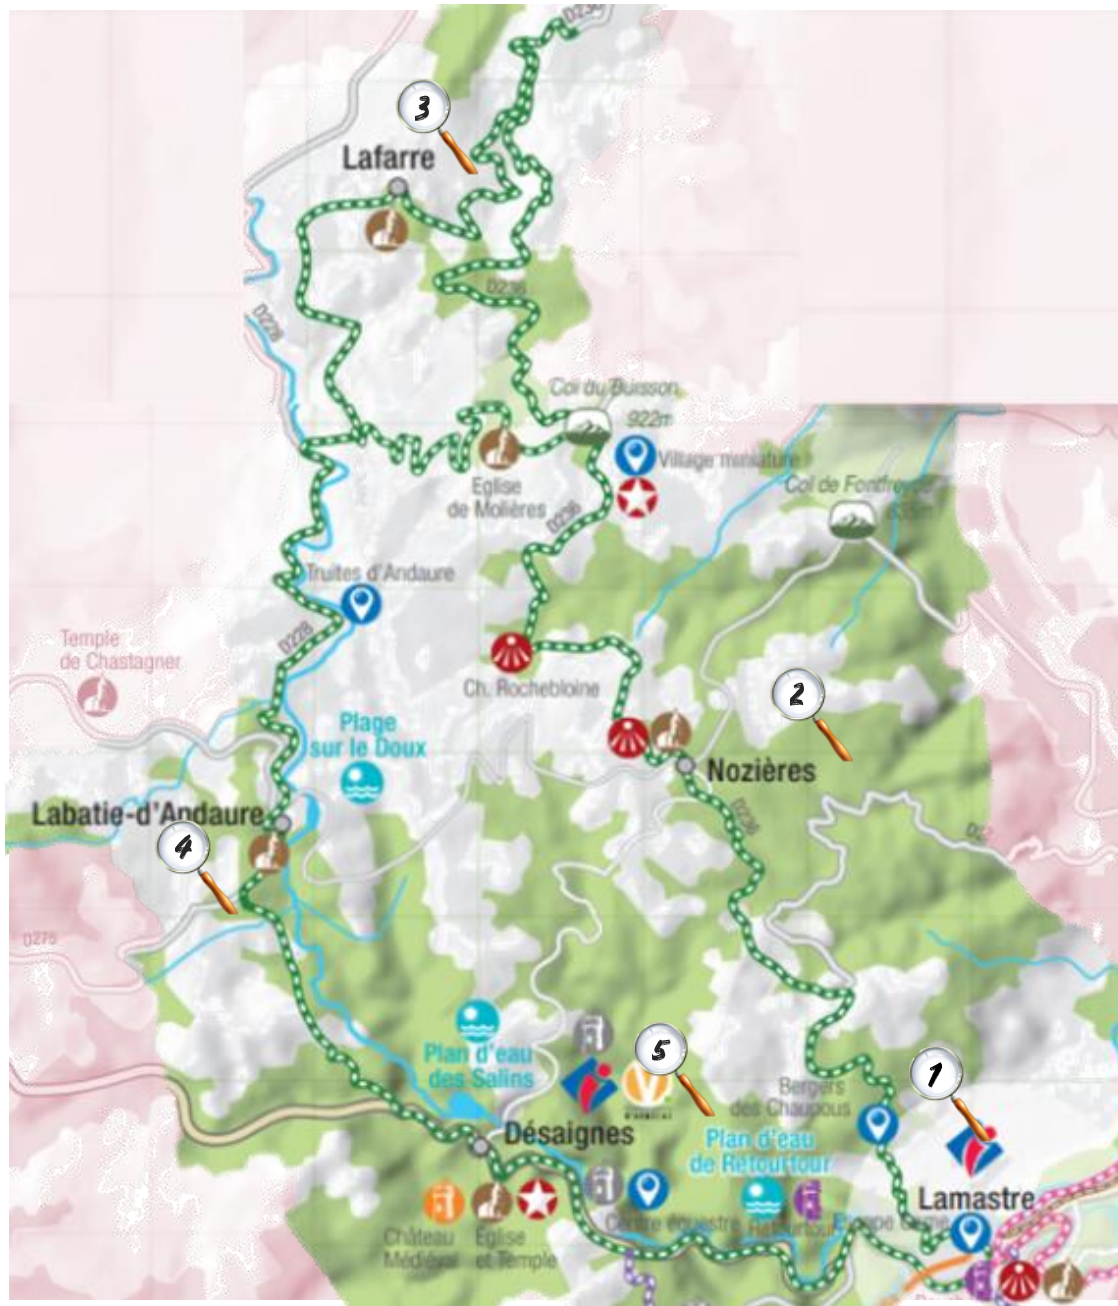 D236
3
Lafarre
D236
D228
Col du Buisson
922m
Village miniature
Col de Fontfreyde
Eglise
de Molières
D236
Truites d'Andaure
D228
Temple
de Chastagner
Ch. Rochebloine
2
Plage
sur le Doux
Nozières
D236
Labatie-d'Andaure
4
D275
Plan d'eau
des Salins
5
1
Bergers
des Chaupous
Désaignes
Plan d'eau
de Retourtour
Lamastre
Château
Médiéval
Eglise
et Temple
Centre équestre
Retourtour